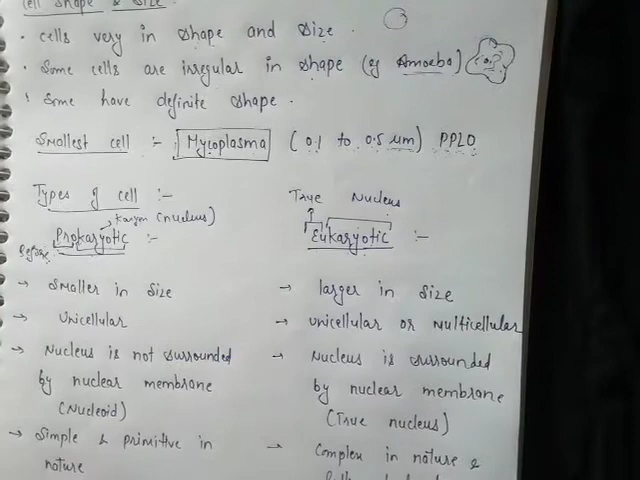 Cell Shape & Size.
• Cells very in shape and size.
• Some cells are irregular in shape (eg Amoeba)
• Some have definite shape.
Smallest cell :- Mycoplasma (0.1 to 0.5 µm) PPLO
Types of cell :-
Karyon (nucleus)
Prokaryotic :-
Before
→ Smaller in size
→ Unicellular
→ Nucleus is not surrounded
by nuclear membrane
(Nucleoid)
→ Simple & primitive in
nature
True Nucleus
Eukaryotic :-
→ larger in size
→ Unicellular or Multicellular
→ Nucleus is surrounded
by nuclear membrane
(True nucleus)
→ Complex in nature &